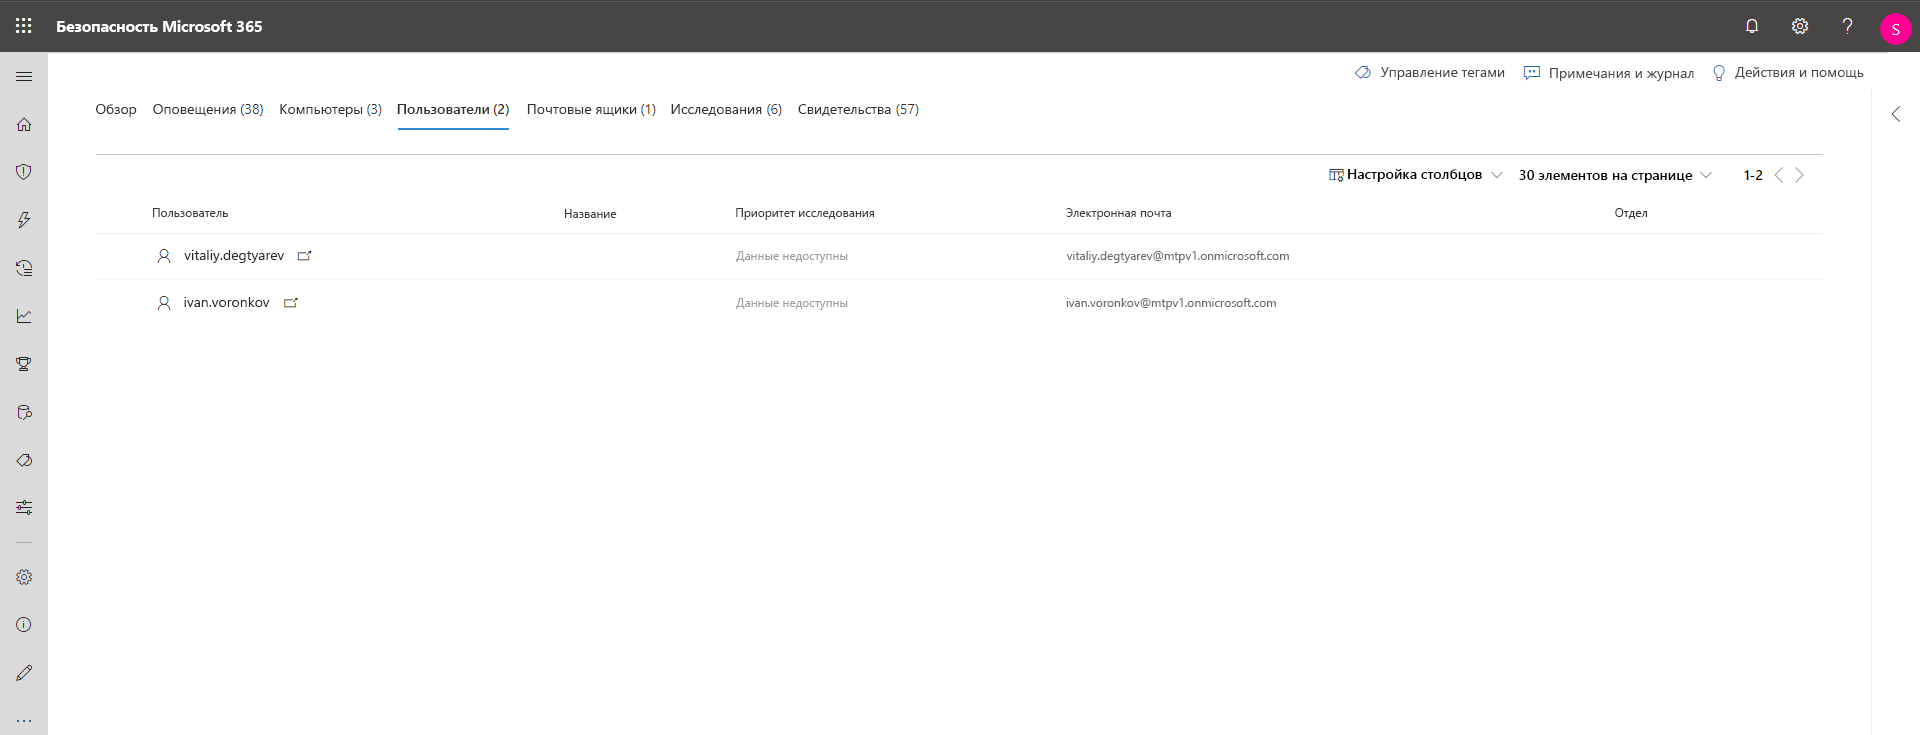 Безопасность Microsoft 365
S
Управление тегами Примечания и журнал Действия и помощь
Обзор Оповещения (38) Компьютеры (3) Пользователи (2) Почтовые ящики (1) Исследования (6) Свидетельства (57)
Настройка столбцов 30 элементов на странице 1-2
Пользователь Название Приоритет исследования Электронная почта Отдел
vitaliy.degtyarev Данные недоступны vitaliy.degtyarev@mtpv1.onmicrosoft.com
ivan.voronkov Данные недоступны ivan.voronkov@mtpv1.onmicrosoft.com